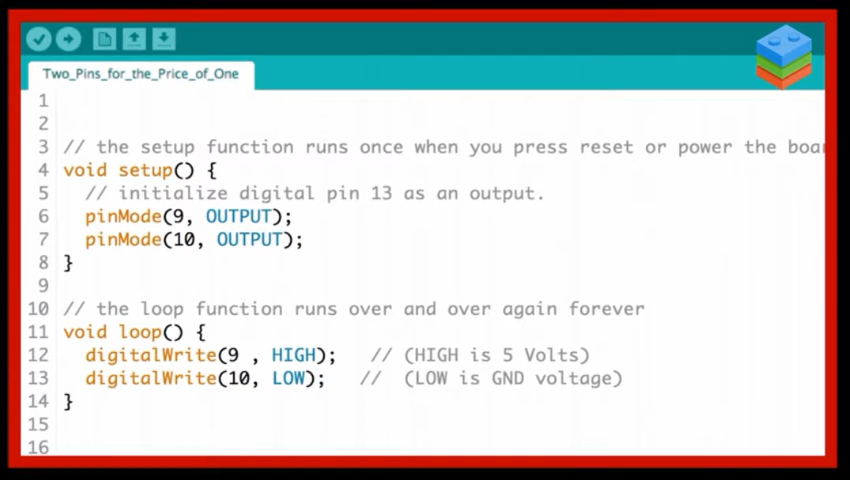 Two_Pins_for_the_Price_of_One
1
2
3 // the setup function runs once when you press reset or power the boar
4 void setup() {
5 // initialize digital pin 13 as an output.
6 pinMode(9, OUTPUT);
7 pinMode(10, OUTPUT);
8 }
9
10 // the loop function runs over and over again forever
11 void loop() {
12 digitalWrite(9 , HIGH); // (HIGH is 5 Volts)
13 digitalWrite(10, LOW); // (LOW is GND voltage)
14 }
15
16